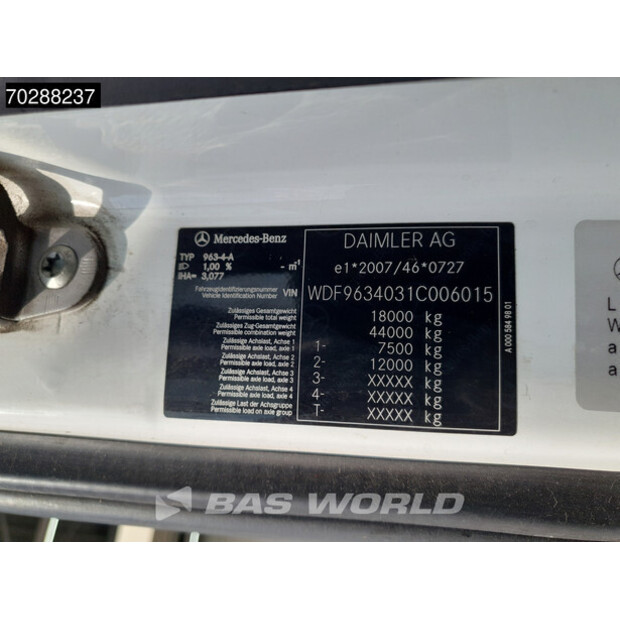 70288237
Mercedes-Benz
TYP 963-4-A
1,00 % - m⁻¹
IHA= 3,077
Fahrzeugidentifizierungsnummer
Vehicle Identification Number VIN
Zulässiges Gesamtgewicht
Permissible total weight
Zulässiges Zug-Gesamtgewicht
Permissible combination weight
Zulässige Achslast, Achse 1
Permissible axle load, axle 1
Zulässige Achslast, Achse 2
Permissible axle load, axle 2
Zulässige Achslast, Achse 3
Permissible axle load, axle 3
Zulässige Achslast, Achse 4
Permissible axle load, axle 4
Zulässige Last der Achsgruppe
Permissible load on axle group
DAIMLER AG
e1*2007/46*0727
WDF9634031C006015
18000 kg
44000 kg
1- 7500 kg
2- 12000 kg
3- XXXXX kg
4- XXXXX kg
T- XXXXX kg
A 000 584 98 01
L
W
a
a
BAS WORLD